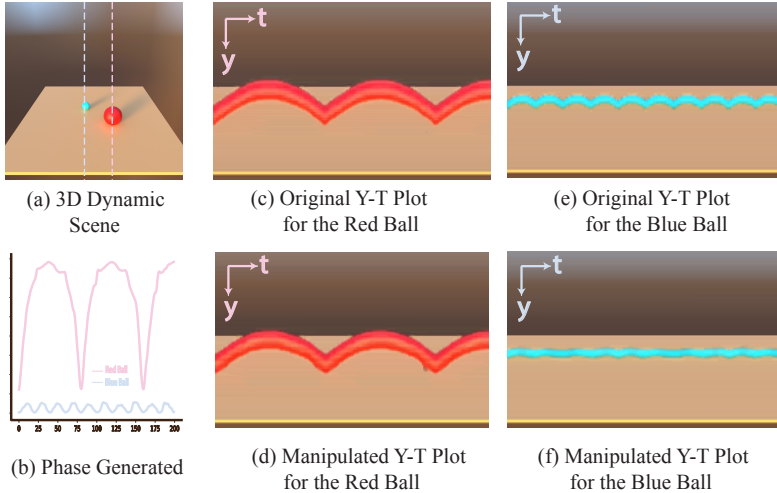 t
y
t
y
(a) 3D Dynamic
Scene
(c) Original Y-T Plot
for the Red Ball
(e) Original Y-T Plot
for the Blue Ball
t
y
t
y
Red Ball
Blue Ball
0 25 50 75 100 125 150 175 200
(b) Phase Generated
(d) Manipulated Y-T Plot
for the Red Ball
(f) Manipulated Y-T Plot
for the Blue Ball